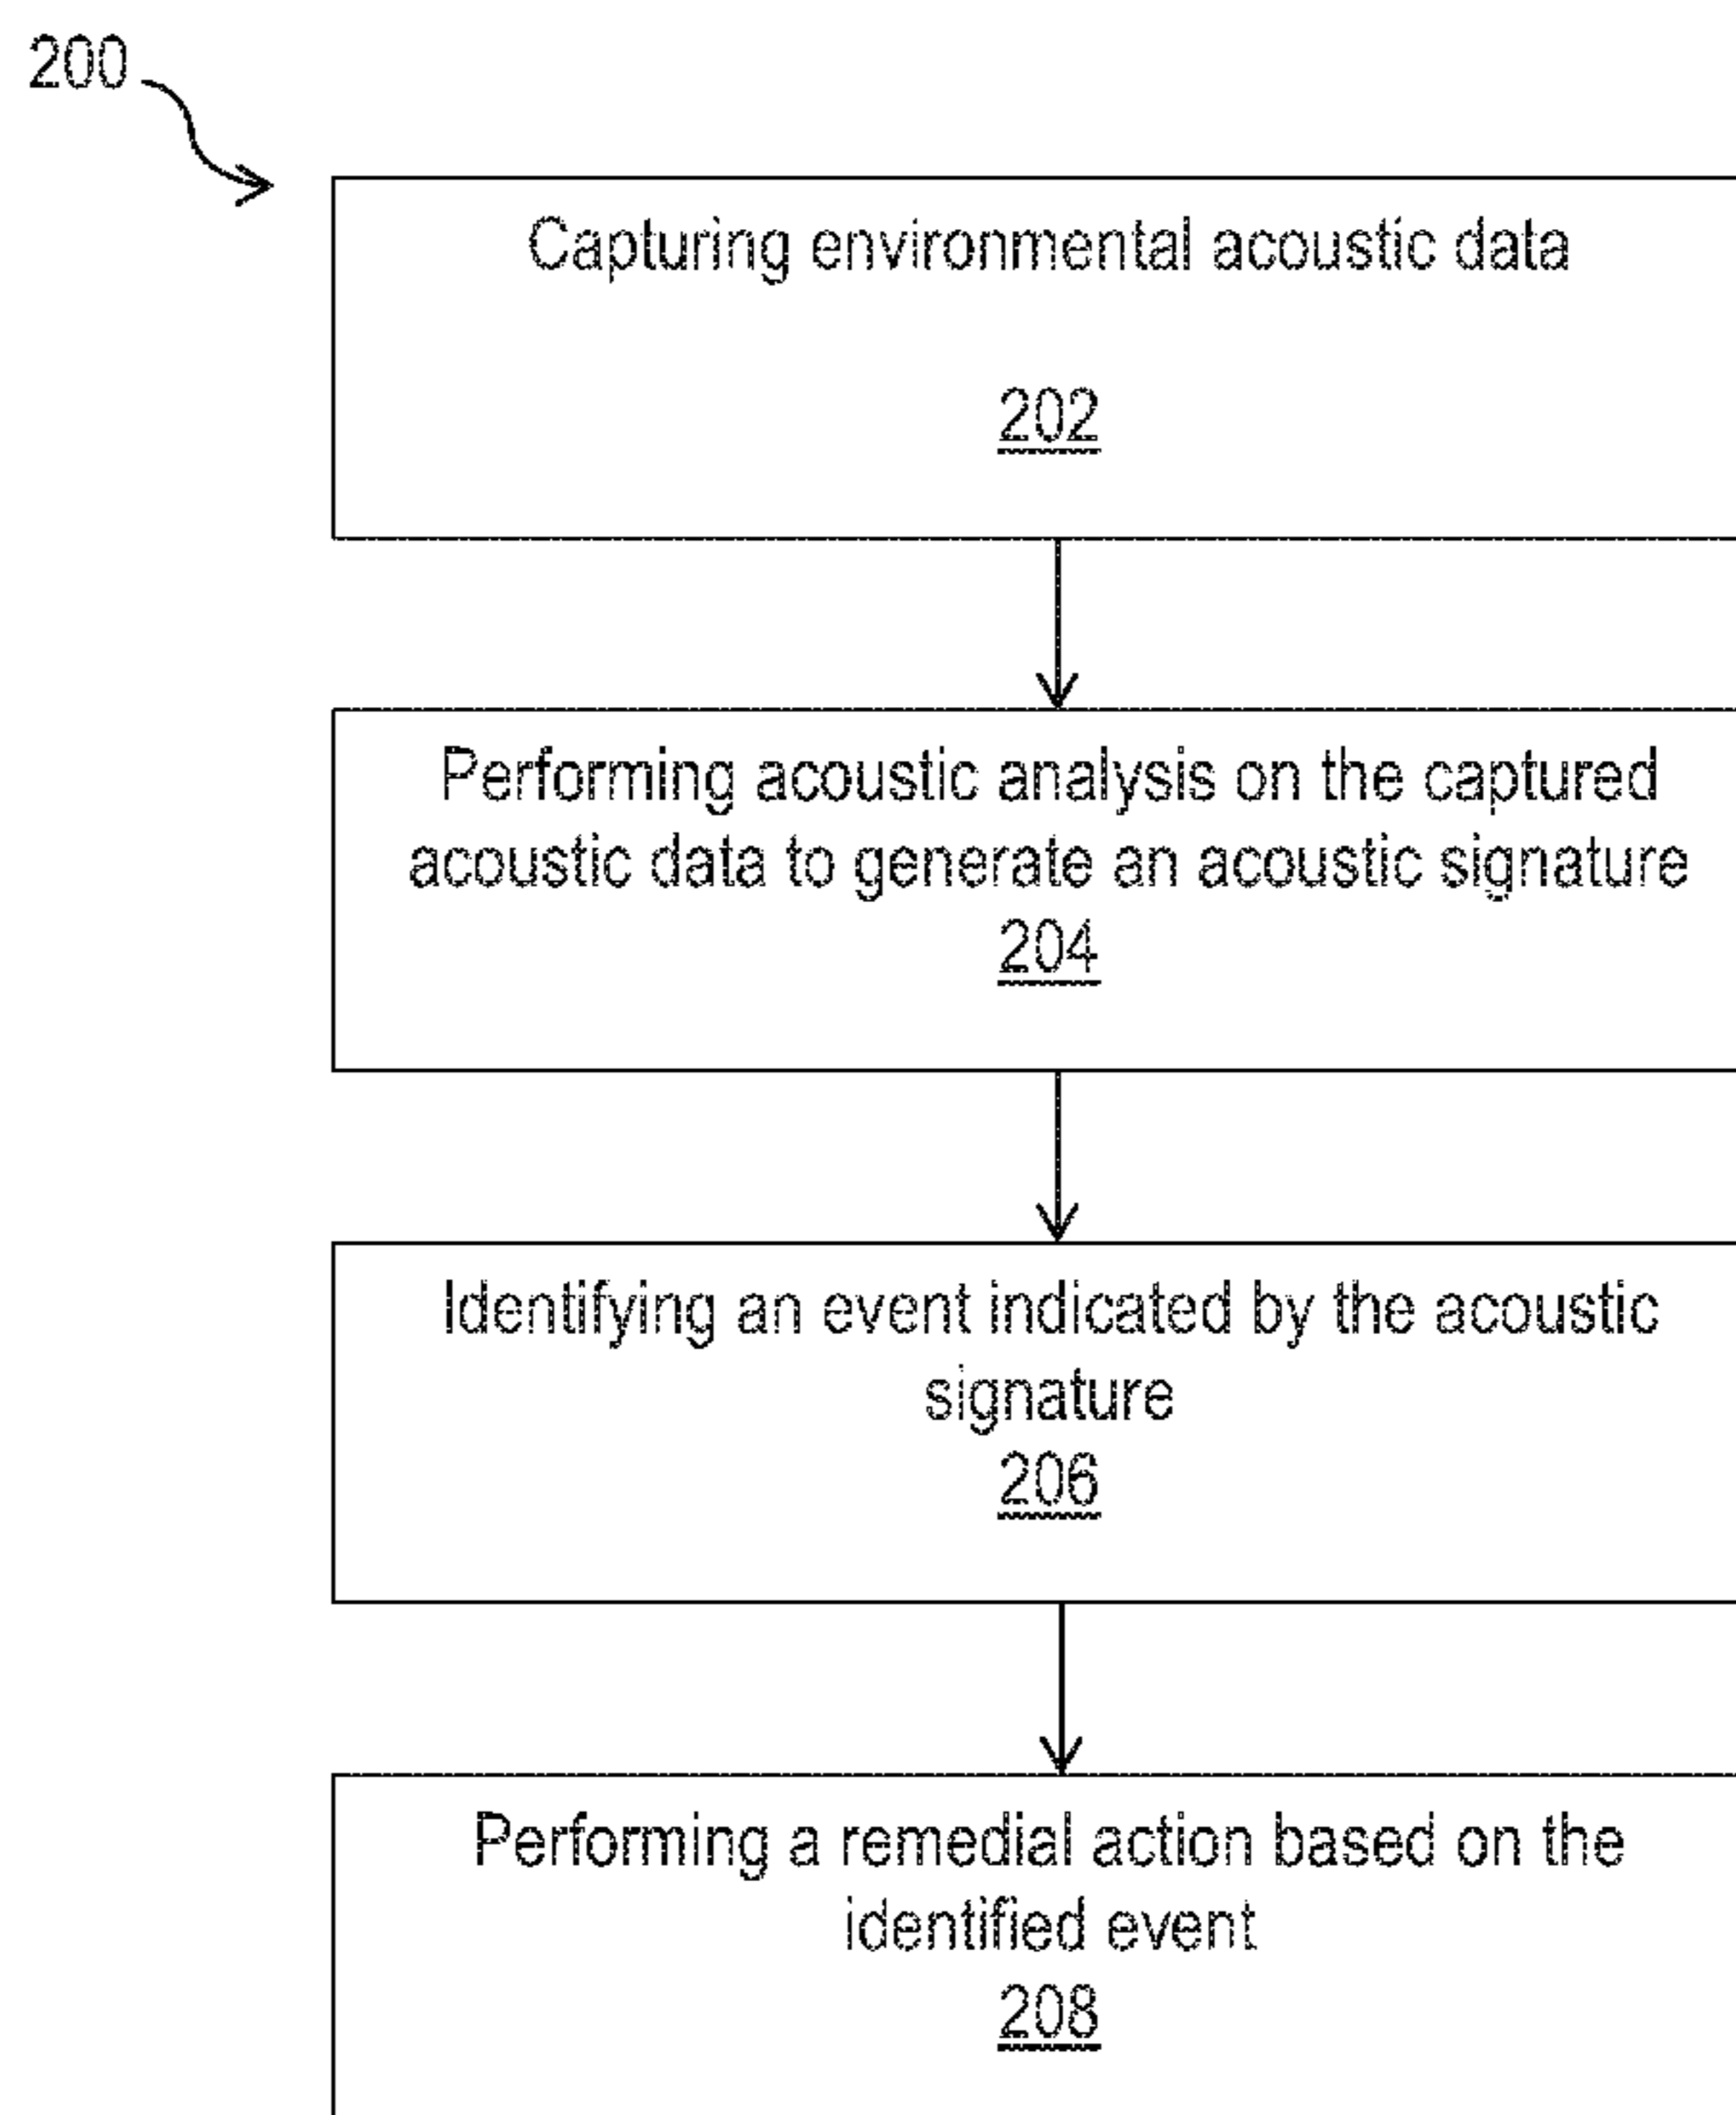 200
Capturing environmental acoustic data
202
Performing acoustic analysis on the captured
acoustic data to generate an acoustic signature
204
Identifying an event indicated by the acoustic
signature
206
Performing a remedial action based on the
identified event
208